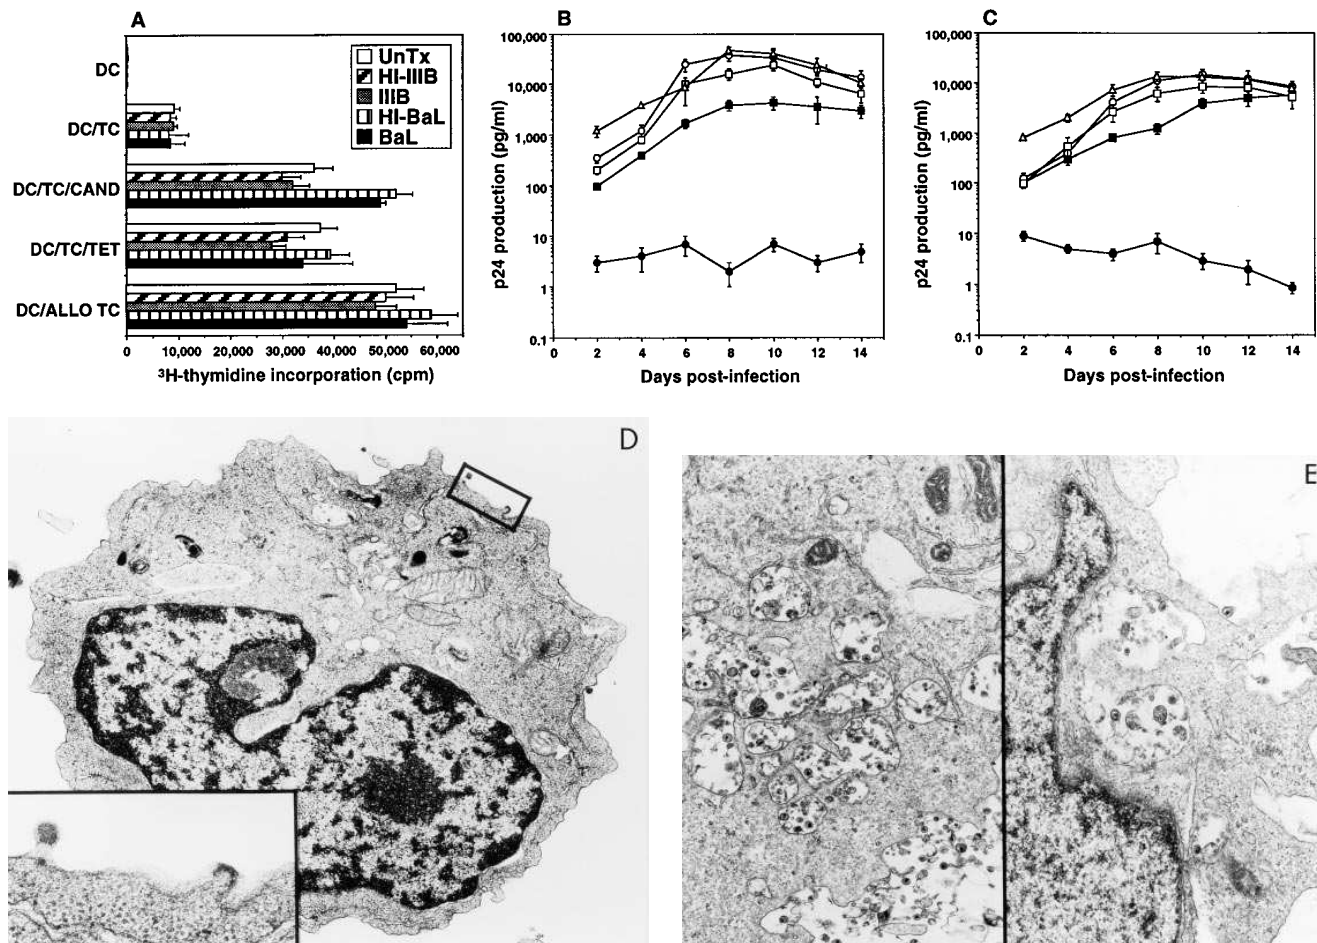 A
DC
DC/TC
DC/TC/CAND
DC/TC/TET
DC/ALLO TC
UnTx
HI-IIIB
IIIB
HI-BaL
BaL
0 10,000 20,000 30,000 40,000 50,000 60,000
³H-thymidine incorporation (cpm)
B
p24 production (pg/ml)
100,000
10,000
1,000
100
10
1
0.1
0 2 4 6 8 10 12 14
Days post-infection
C
p24 production (pg/ml)
100,000
10,000
1,000
100
10
1
0.1
0 2 4 6 8 10 12 14
Days post-infection
D
E